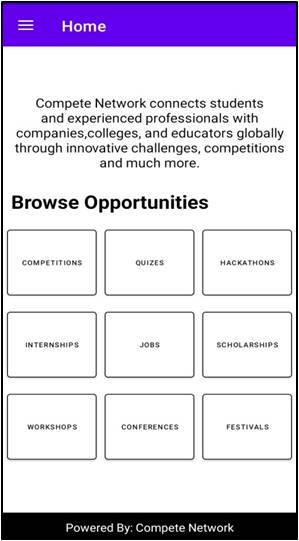 Home
Compete Network connects students
and experienced professionals with
companies,colleges, and educators globally
through innovative challenges, competitions
and much more.
Browse Opportunities
COMPETITIONS QUIZES HACKATHONS
INTERNSHIPS JOBS SCHOLARSHIPS
WORKSHOPS CONFERENCES FESTIVALS
Powered By: Compete Network